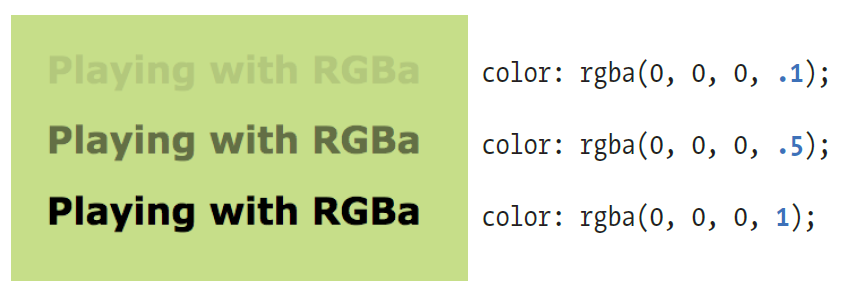 Playing with RGBa color: rgba(0, 0, 0, .1);
Playing with RGBa color: rgba(0, 0, 0, .5);
Playing with RGBa color: rgba(0, 0, 0, 1);